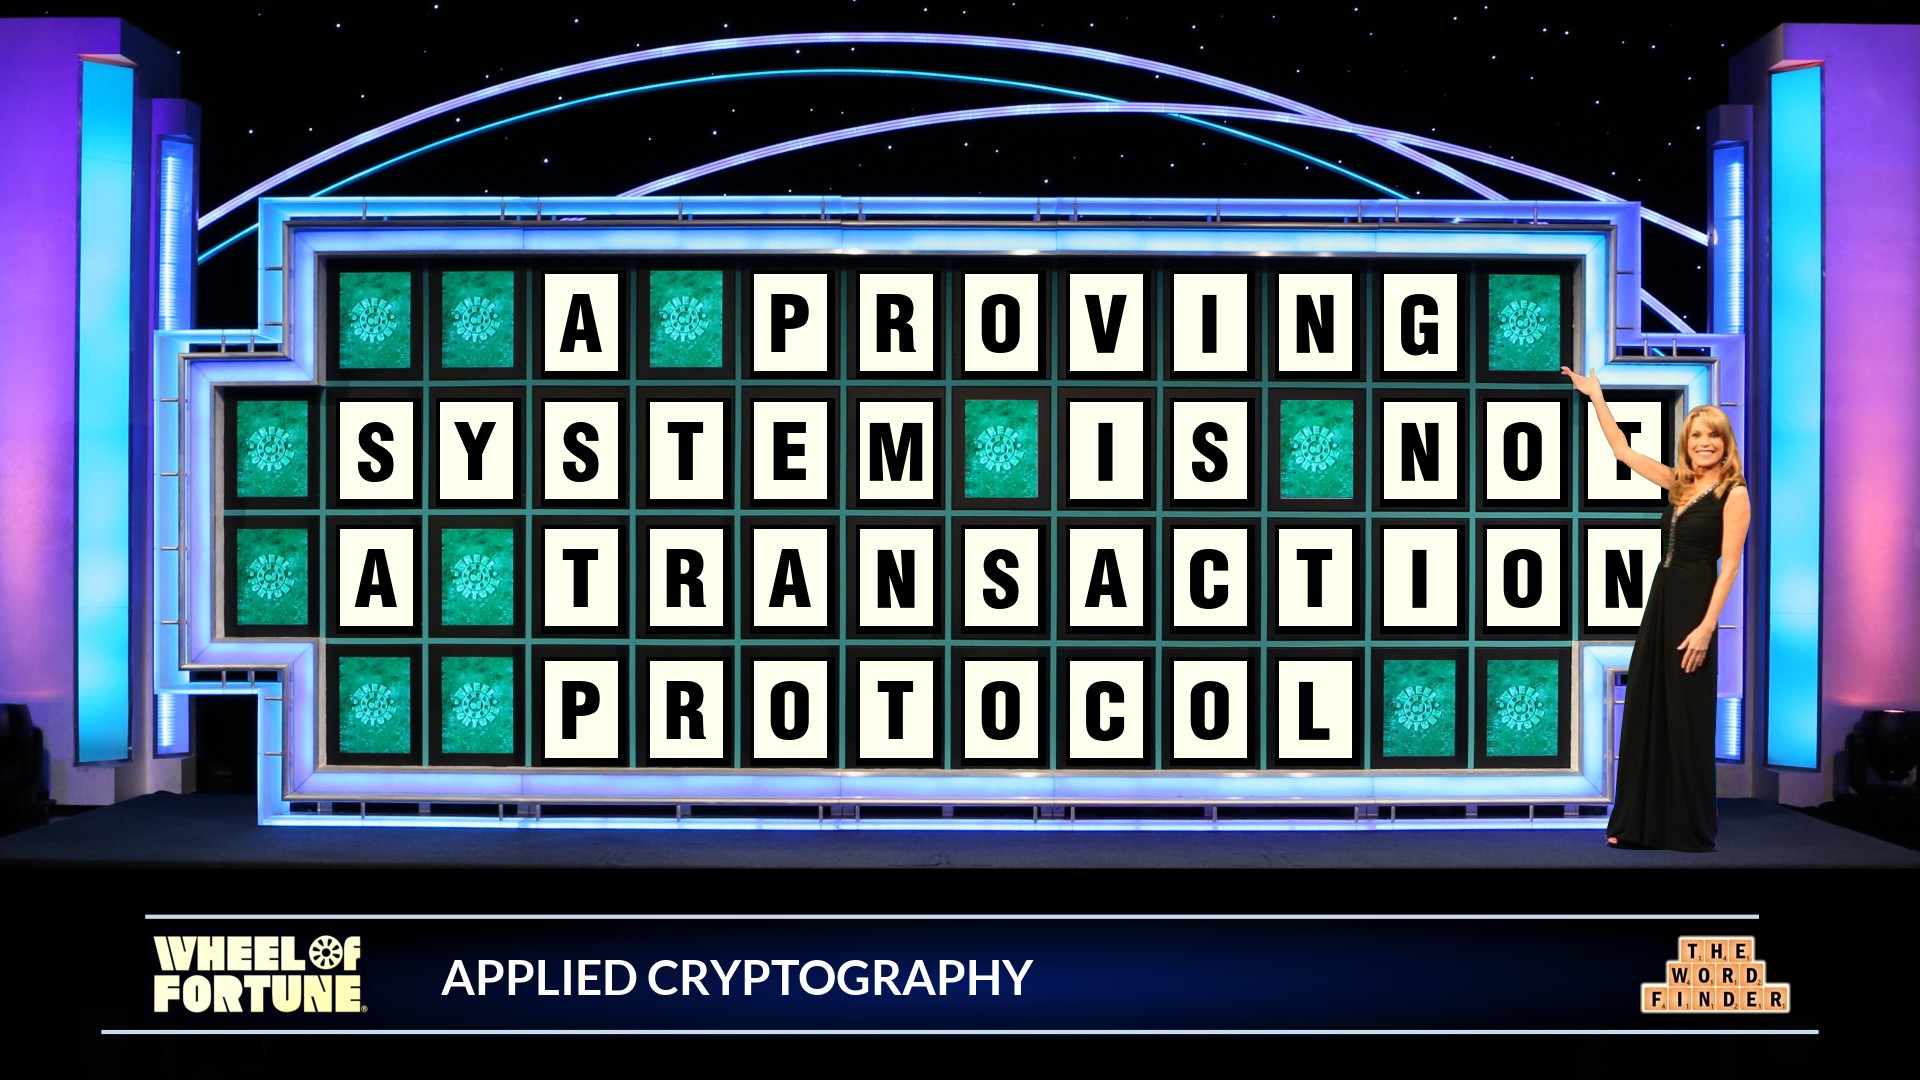 A PROVING
SYSTEM IS NOT
A TRANSACTION
PROTOCOL
WHEEL OF
FORTUNE®
APPLIED CRYPTOGRAPHY
THE
WORD
FINDER